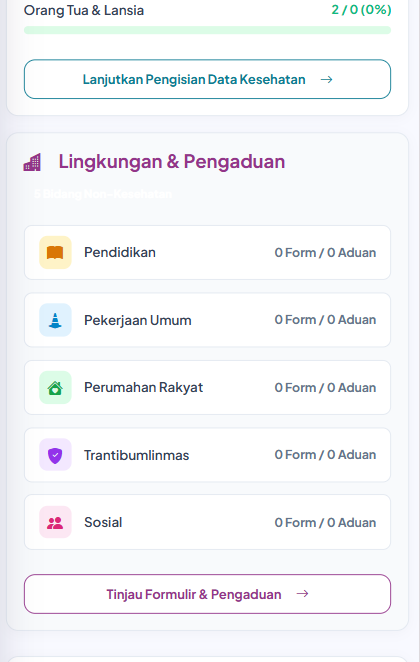 Orang Tua & Lansia 2 / 0 (0%)
Lanjutkan Pengisian Data Kesehatan →
Lingkungan & Pengaduan
5 Bidang Non-Kesehatan
Pendidikan 0 Form / 0 Aduan
Pekerjaan Umum 0 Form / 0 Aduan
Perumahan Rakyat 0 Form / 0 Aduan
Trantibumlinmas 0 Form / 0 Aduan
Sosial 0 Form / 0 Aduan
Tinjau Formulir & Pengaduan →